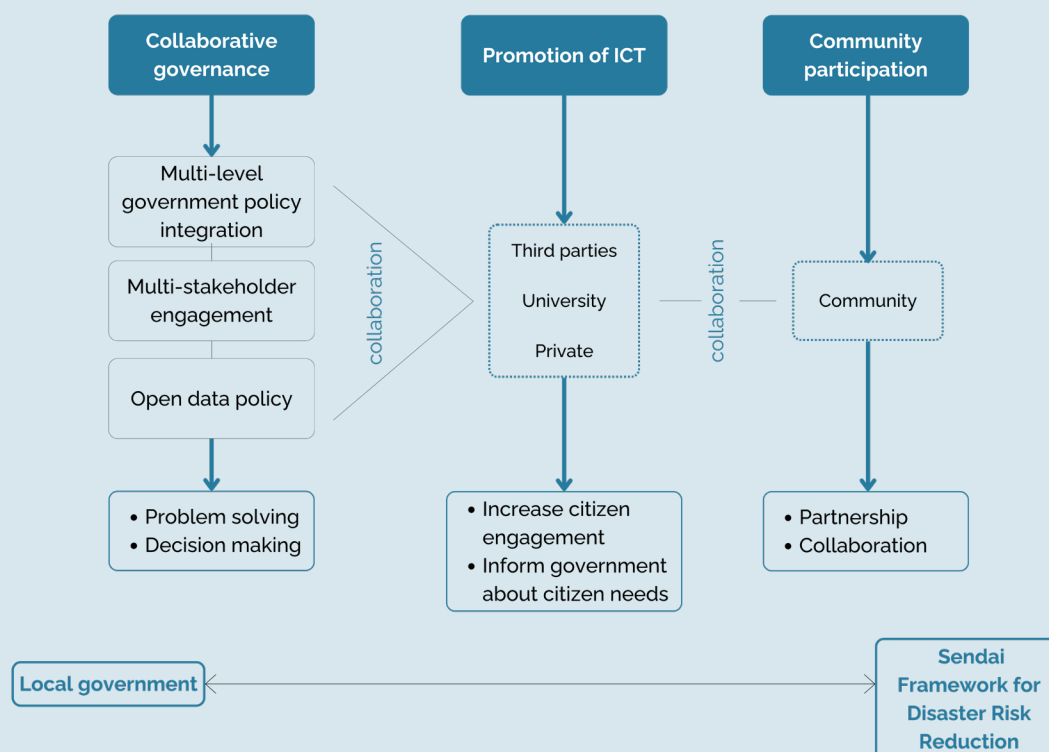 Collaborative
governance
Promotion of ICT
Community
participation
Multi-level
government policy
integration
Multi-stakeholder
engagement
Open data policy
collaboration
Third parties
University
Private
collaboration
Community
• Problem solving
• Decision making
• Increase citizen
engagement
• Inform government
about citizen needs
• Partnership
• Collaboration
Local government
Sendai
Framework for
Disaster Risk
Reduction